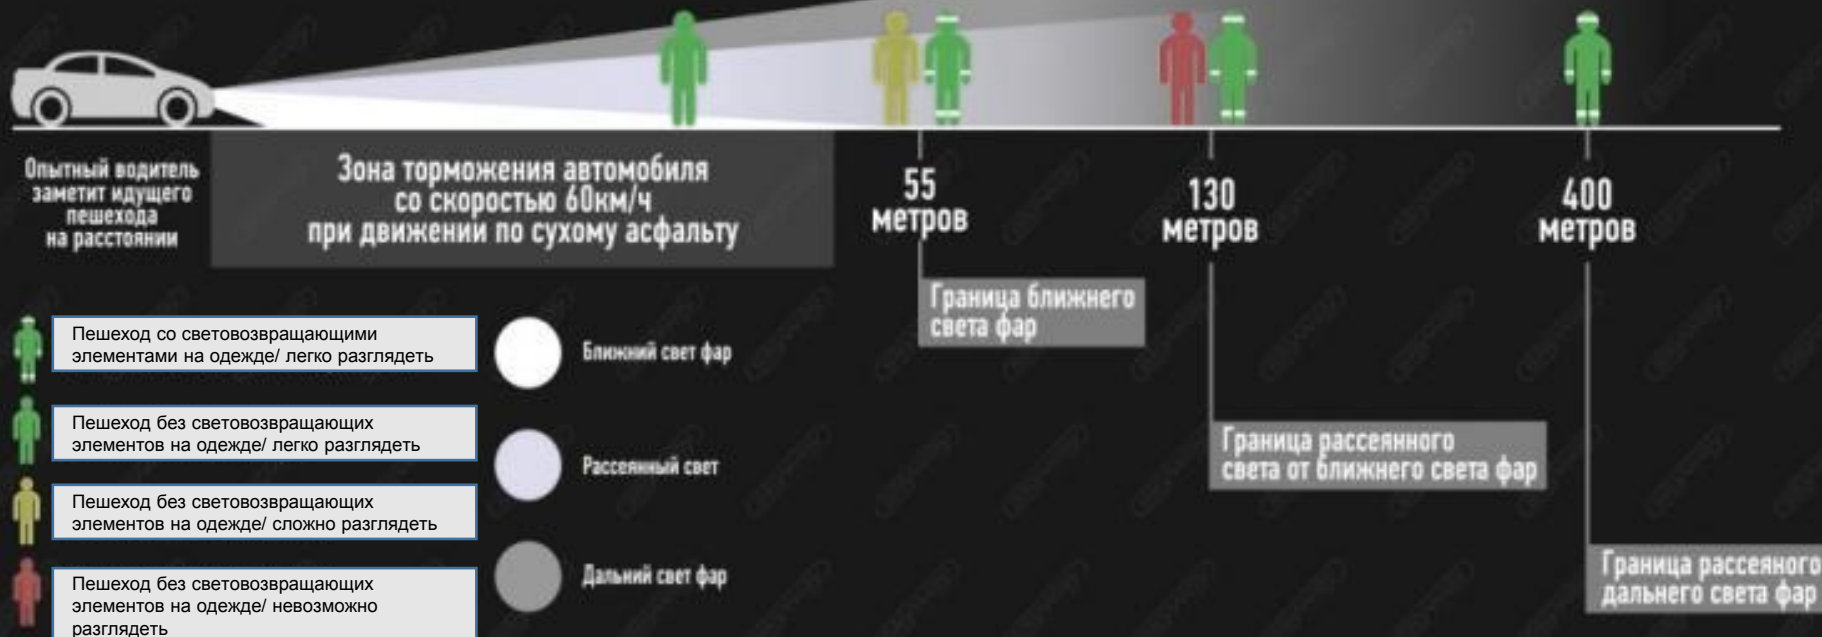 Опытный водитель
заметит идущего
пешехода
на расстоянии
Зона торможения автомобиля
со скоростью 60км/ч
при движении по сухому асфальту
55
метров
130
метров
400
метров
Граница ближнего
света фар
Граница рассеянного
света от ближнего света фар
Граница рассеяного
дальнего света фар
Пешеход со световозвращающими
элементами на одежде/ легко разглядеть
Пешеход без световозвращающих
элементов на одежде/ легко разглядеть
Пешеход без световозвращающих
элементов на одежде/ сложно разглядеть
Пешеход без световозвращающих
элементов на одежде/ невозможно
разглядеть
Ближний свет фар
Рассеянный свет
Дальний свет фар